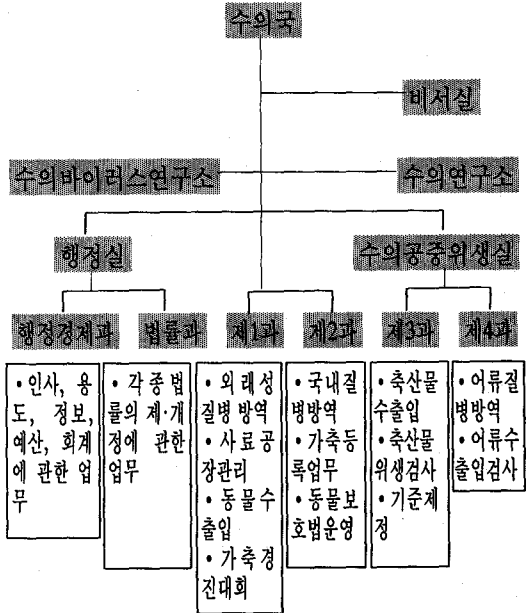 수의국
비서실
수의바이러스연구소
수의연구소
행정실
수의공중위생실
행정경제과
법률과
제1과
제2과
제3과
제4과
• 인사, 용
도, 정보,
예산, 회계
에 관한 업
무
• 각종법
률의 제·개
정에 관한
업무
• 외래성
질병 방역
• 사료공
장관리
• 동물수
출입
• 가축경
진대회
• 국내질
병방역
• 가축등
록업무
• 동물보
호법운영
• 축산물
수출입
• 축산물
위생검사
• 기준제
정
• 어류질
병방역
• 어류수
출입검사